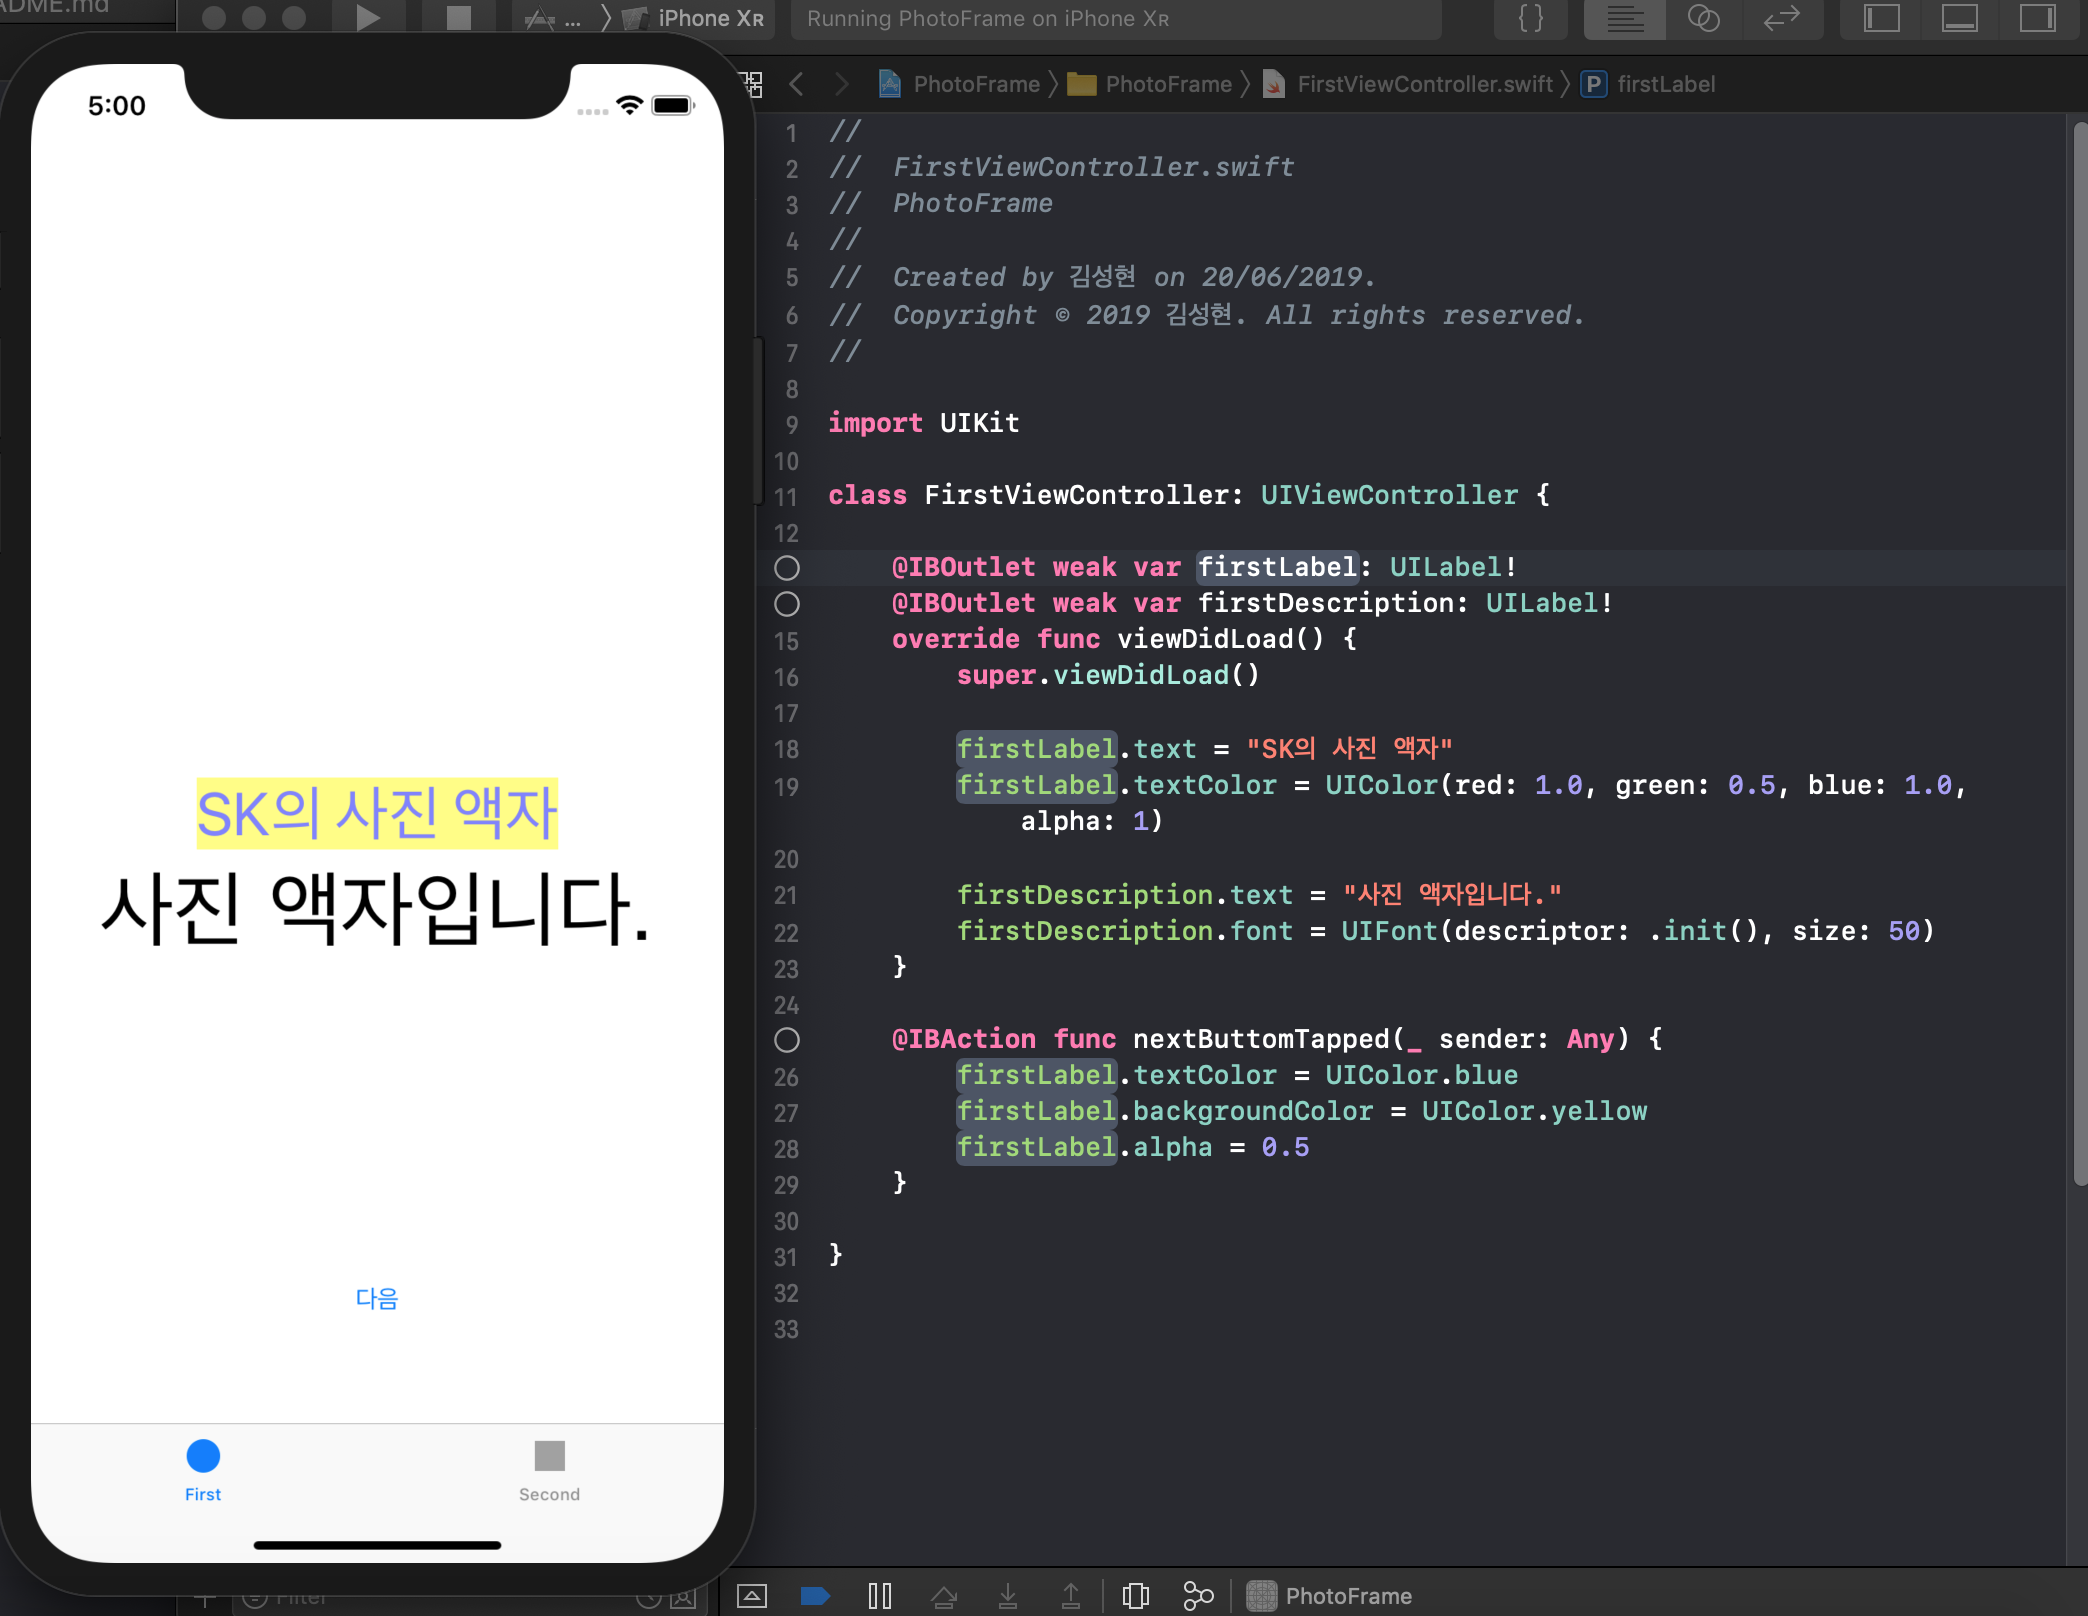 ADME.md
... iPhone XR
Running PhotoFrame on iPhone XR
{ }
PhotoFrame
PhotoFrame
FirstViewController.swift
P firstLabel
5:00
SK의 사진 액자
사진 액자입니다.
다음
First
Second
1 //
2 //  FirstViewController.swift
3 //  PhotoFrame
4 //
5 //  Created by 김성현 on 20/06/2019.
6 //  Copyright © 2019 김성현. All rights reserved.
7 //
8
9 import UIKit
10
11 class FirstViewController: UIViewController {
12
@IBOutlet weak var firstLabel: UILabel!
@IBOutlet weak var firstDescription: UILabel!
15 override func viewDidLoad() {
16 super.viewDidLoad()
17
18 firstLabel.text = "SK의 사진 액자"
19 firstLabel.textColor = UIColor(red: 1.0, green: 0.5, blue: 1.0,
alpha: 1)
20
21 firstDescription.text = "사진 액자입니다."
22 firstDescription.font = UIFont(descriptor: .init(), size: 50)
23 }
24
@IBAction func nextButtomTapped(_ sender: Any) {
26 firstLabel.textColor = UIColor.blue
27 firstLabel.backgroundColor = UIColor.yellow
28 firstLabel.alpha = 0.5
29 }
30
31 }
32
33
Filter
PhotoFrame